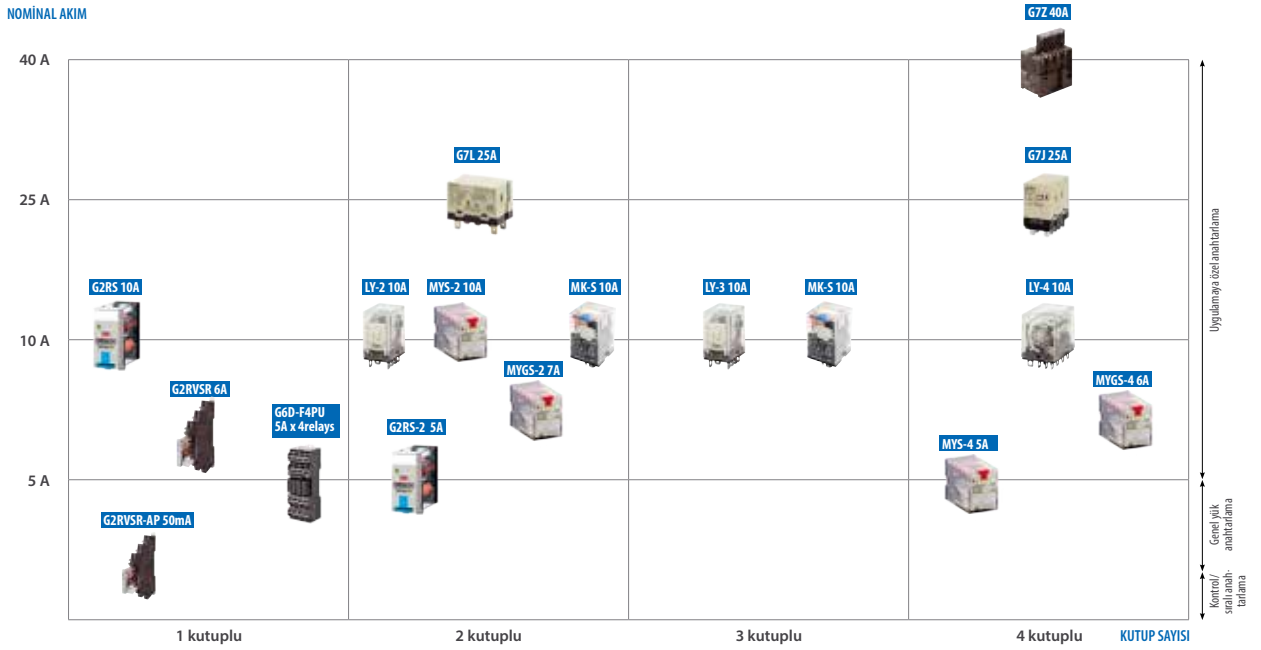 NOMİNAL AKIM
G7Z 40A
40 A
G7L 25A
G7J 25A
25 A
G2RS 10A
LY-2 10A
MYS-2 10A
MK-S 10A
LY-3 10A
MK-S 10A
LY-4 10A
10 A
MYGS-2 7A
MYGS-4 6A
G2RVSR 6A
G6D-F4PU
5A x 4relays
G2RS-2 5A
MYS-4 5A
5 A
G2RVSR-AP 50mA
Uygulamaya özel anahtarlama
Genel yük
anahtarlama
Kontrol/
sıralı anah-
tarlama
1 kutuplu
2 kutuplu
3 kutuplu
4 kutuplu
KUTUP SAYISI